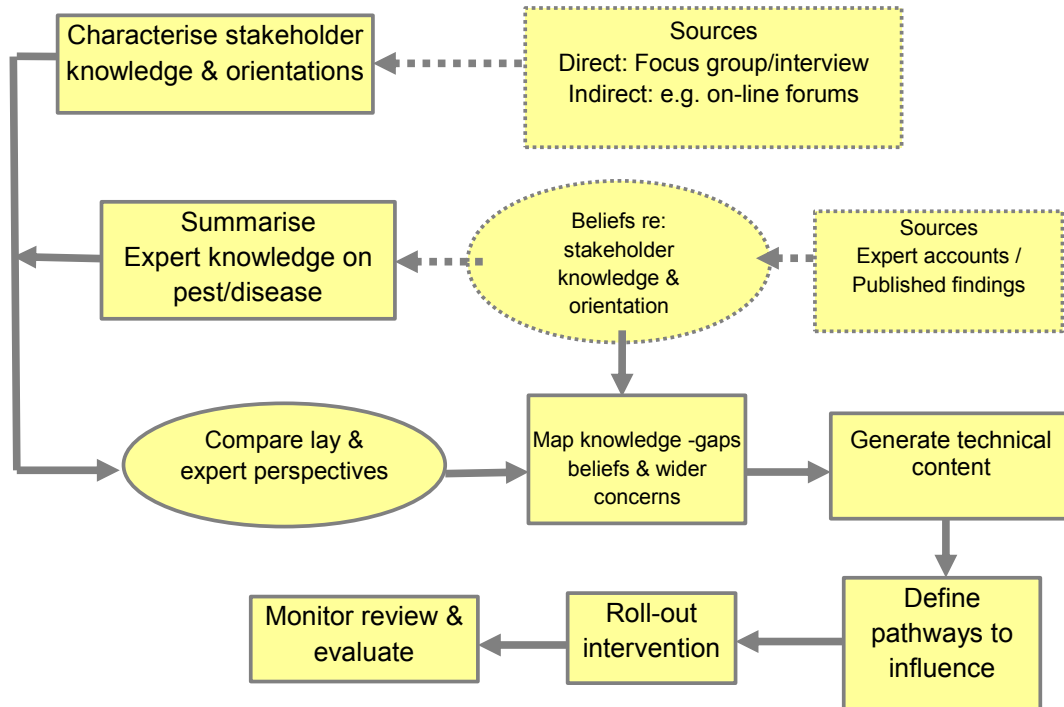 Characterise stakeholder
knowledge & orientations
Sources
Direct: Focus group/interview
Indirect: e.g. on-line forums
Summarise
Expert knowledge on
pest/disease
Beliefs re:
stakeholder
knowledge &
orientation
Sources
Expert accounts /
Published findings
Compare lay &
expert perspectives
Map knowledge -gaps
beliefs & wider
concerns
Generate technical
content
Monitor review &
evaluate
Roll-out
intervention
Define
pathways to
influence